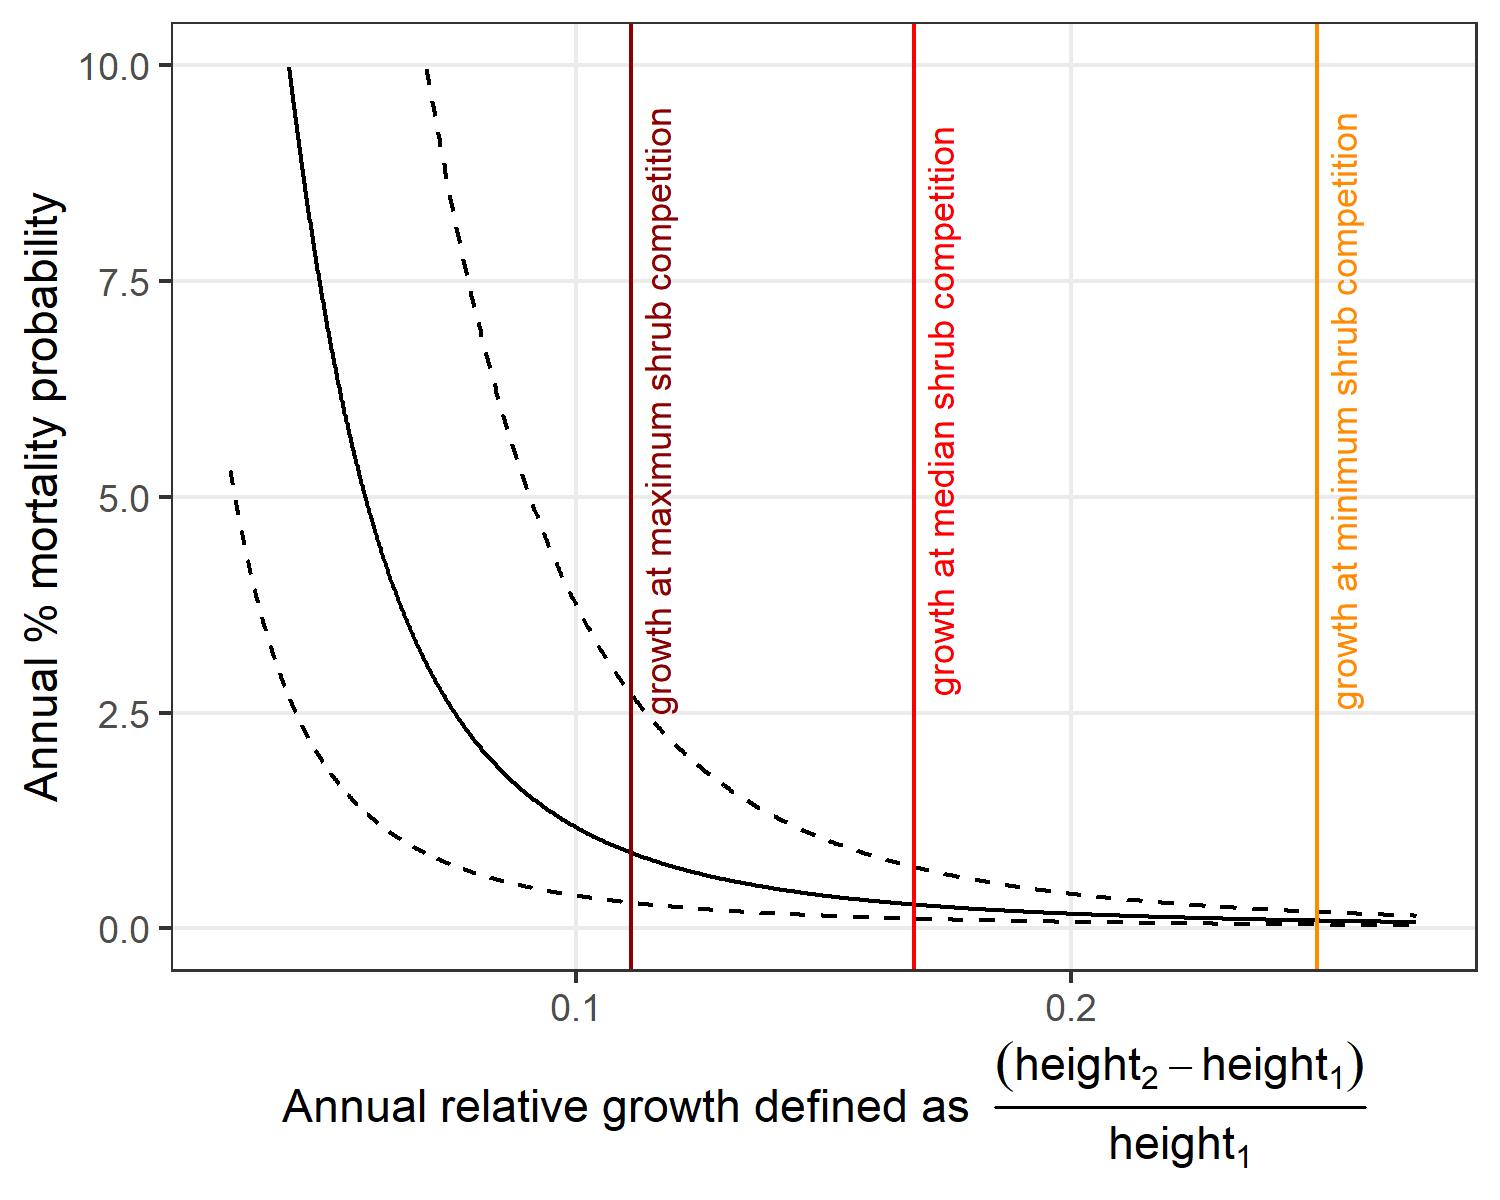 Annual % mortality probability
10.0
7.5
5.0
2.5
0.0
growth at maximum shrub competition
growth at median shrub competition
growth at minimum shrub competition
0.1
0.2
Annual relative growth defined as (height₂ − height₁)
height₁